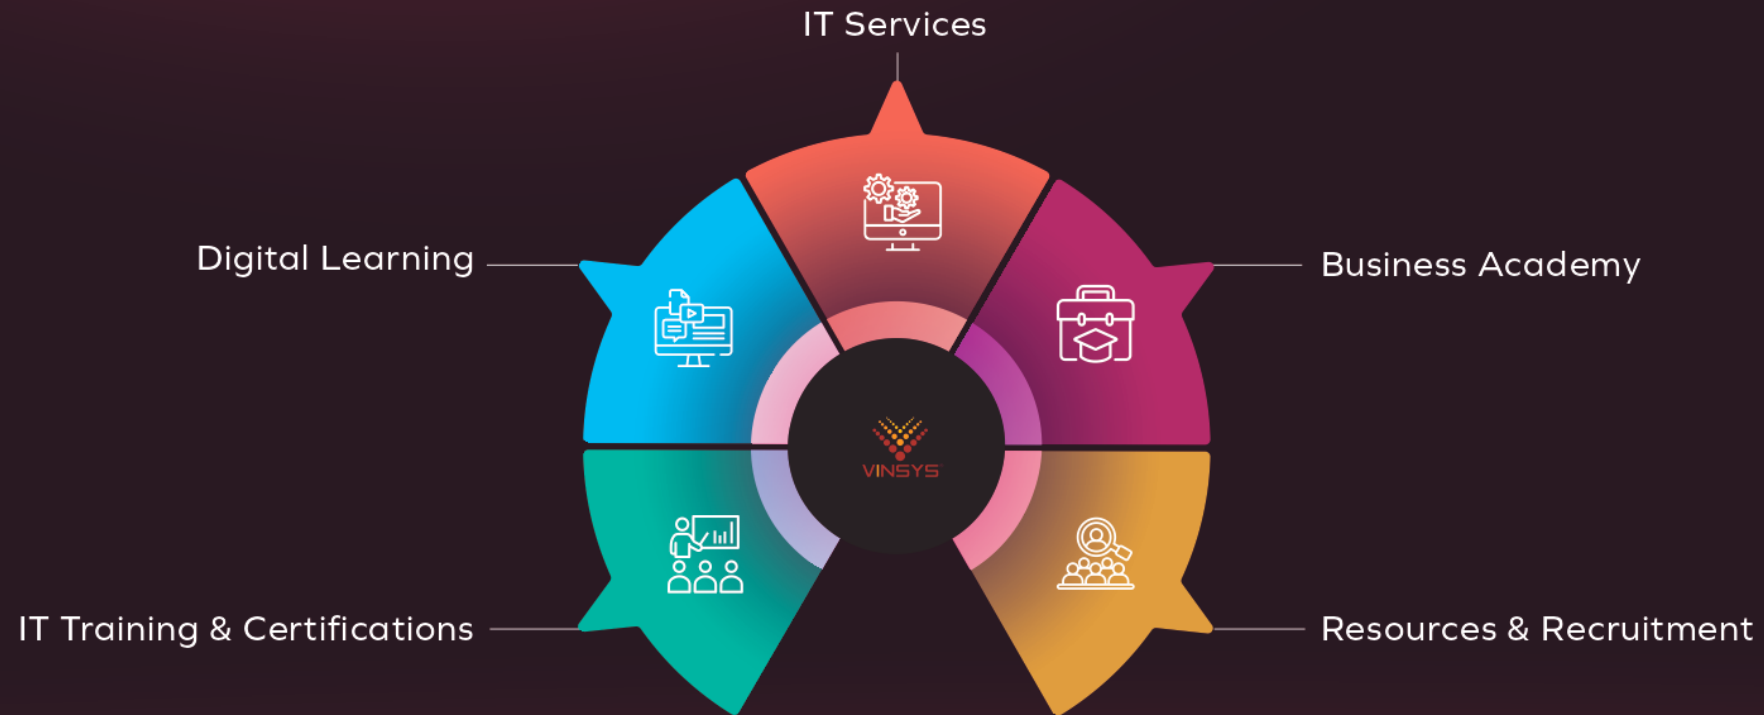 IT Services
Digital Learning
Business Academy
VINSYS
IT Training & Certifications
Resources & Recruitment